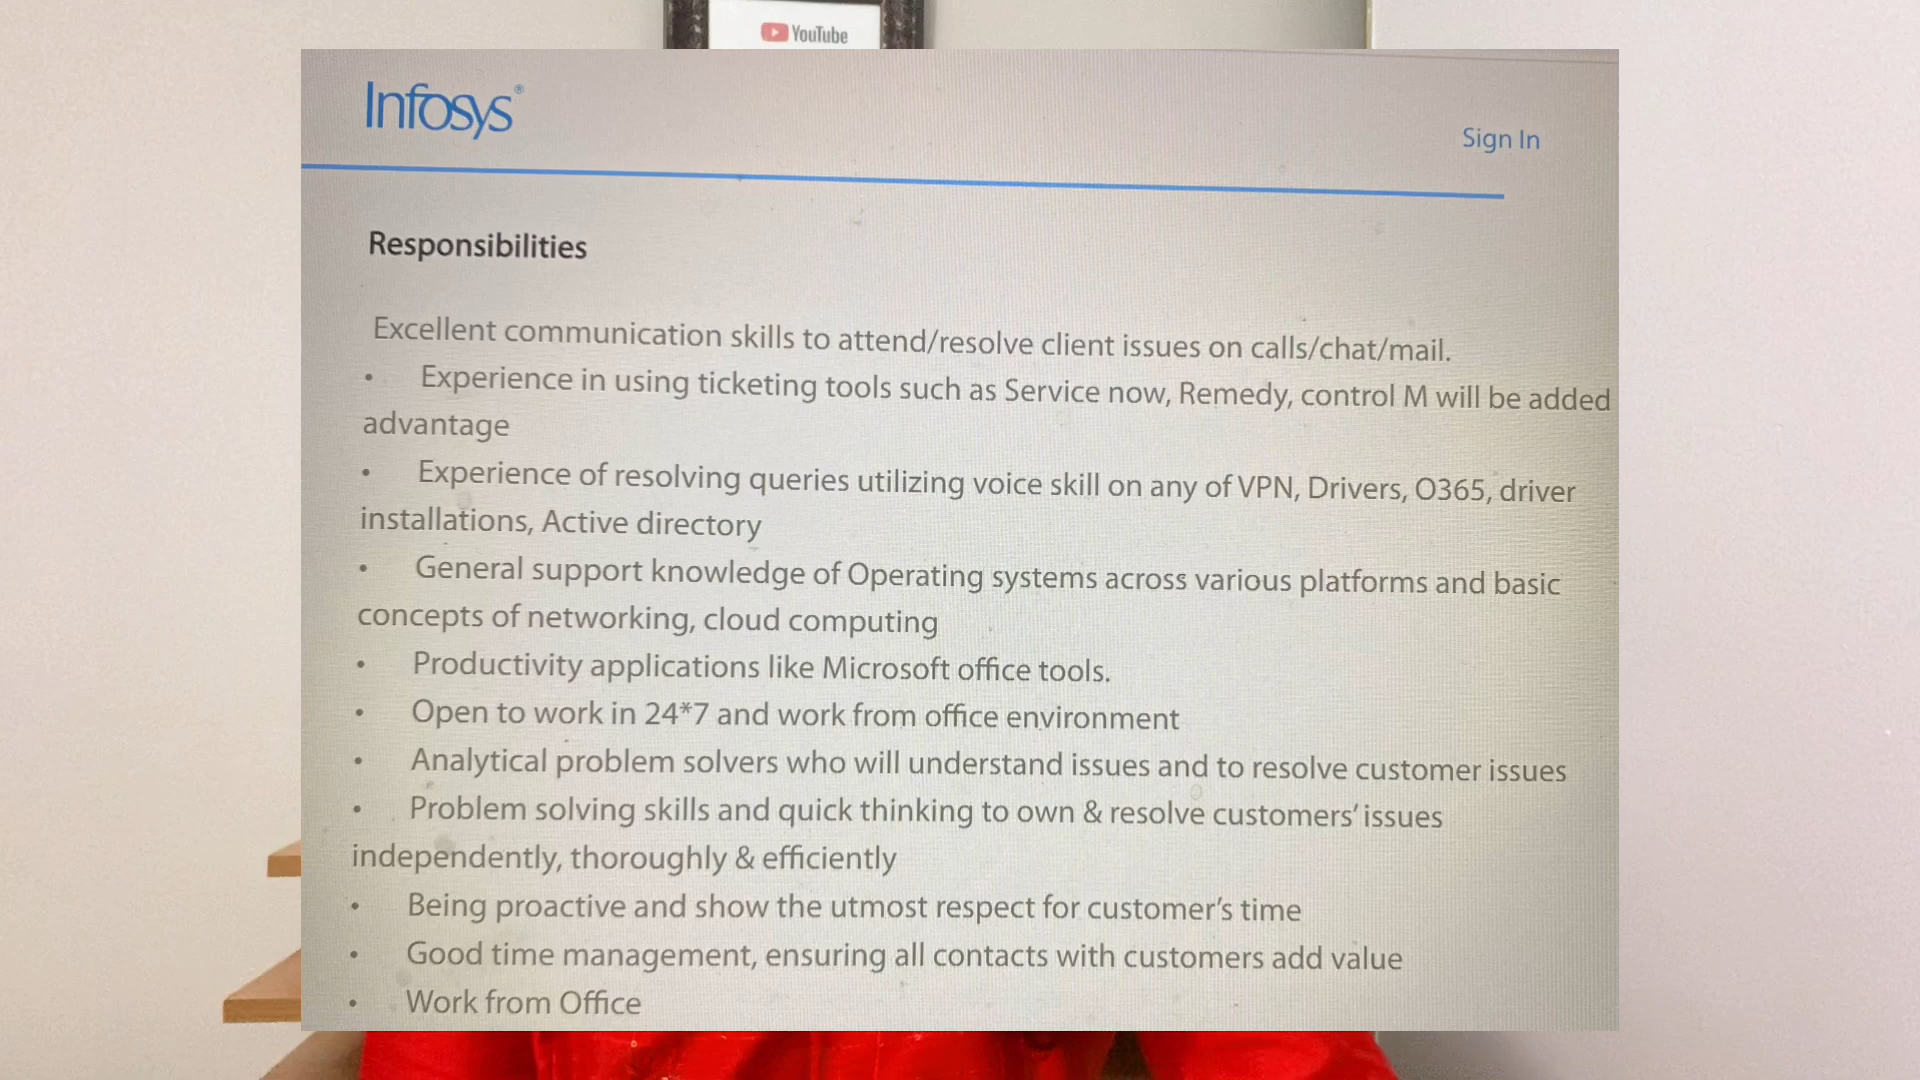 YouTube
Infosys®
Sign In
Responsibilities
Excellent communication skills to attend/resolve client issues on calls/chat/mail.
• Experience in using ticketing tools such as Service now, Remedy, control M will be added
advantage
• Experience of resolving queries utilizing voice skill on any of VPN, Drivers, O365, driver
installations, Active directory
• General support knowledge of Operating systems across various platforms and basic
concepts of networking, cloud computing
• Productivity applications like Microsoft office tools.
• Open to work in 24*7 and work from office environment
• Analytical problem solvers who will understand issues and to resolve customer issues
• Problem solving skills and quick thinking to own & resolve customers' issues
independently, thoroughly & efficiently
• Being proactive and show the utmost respect for customer's time
• Good time management, ensuring all contacts with customers add value
• Work from Office